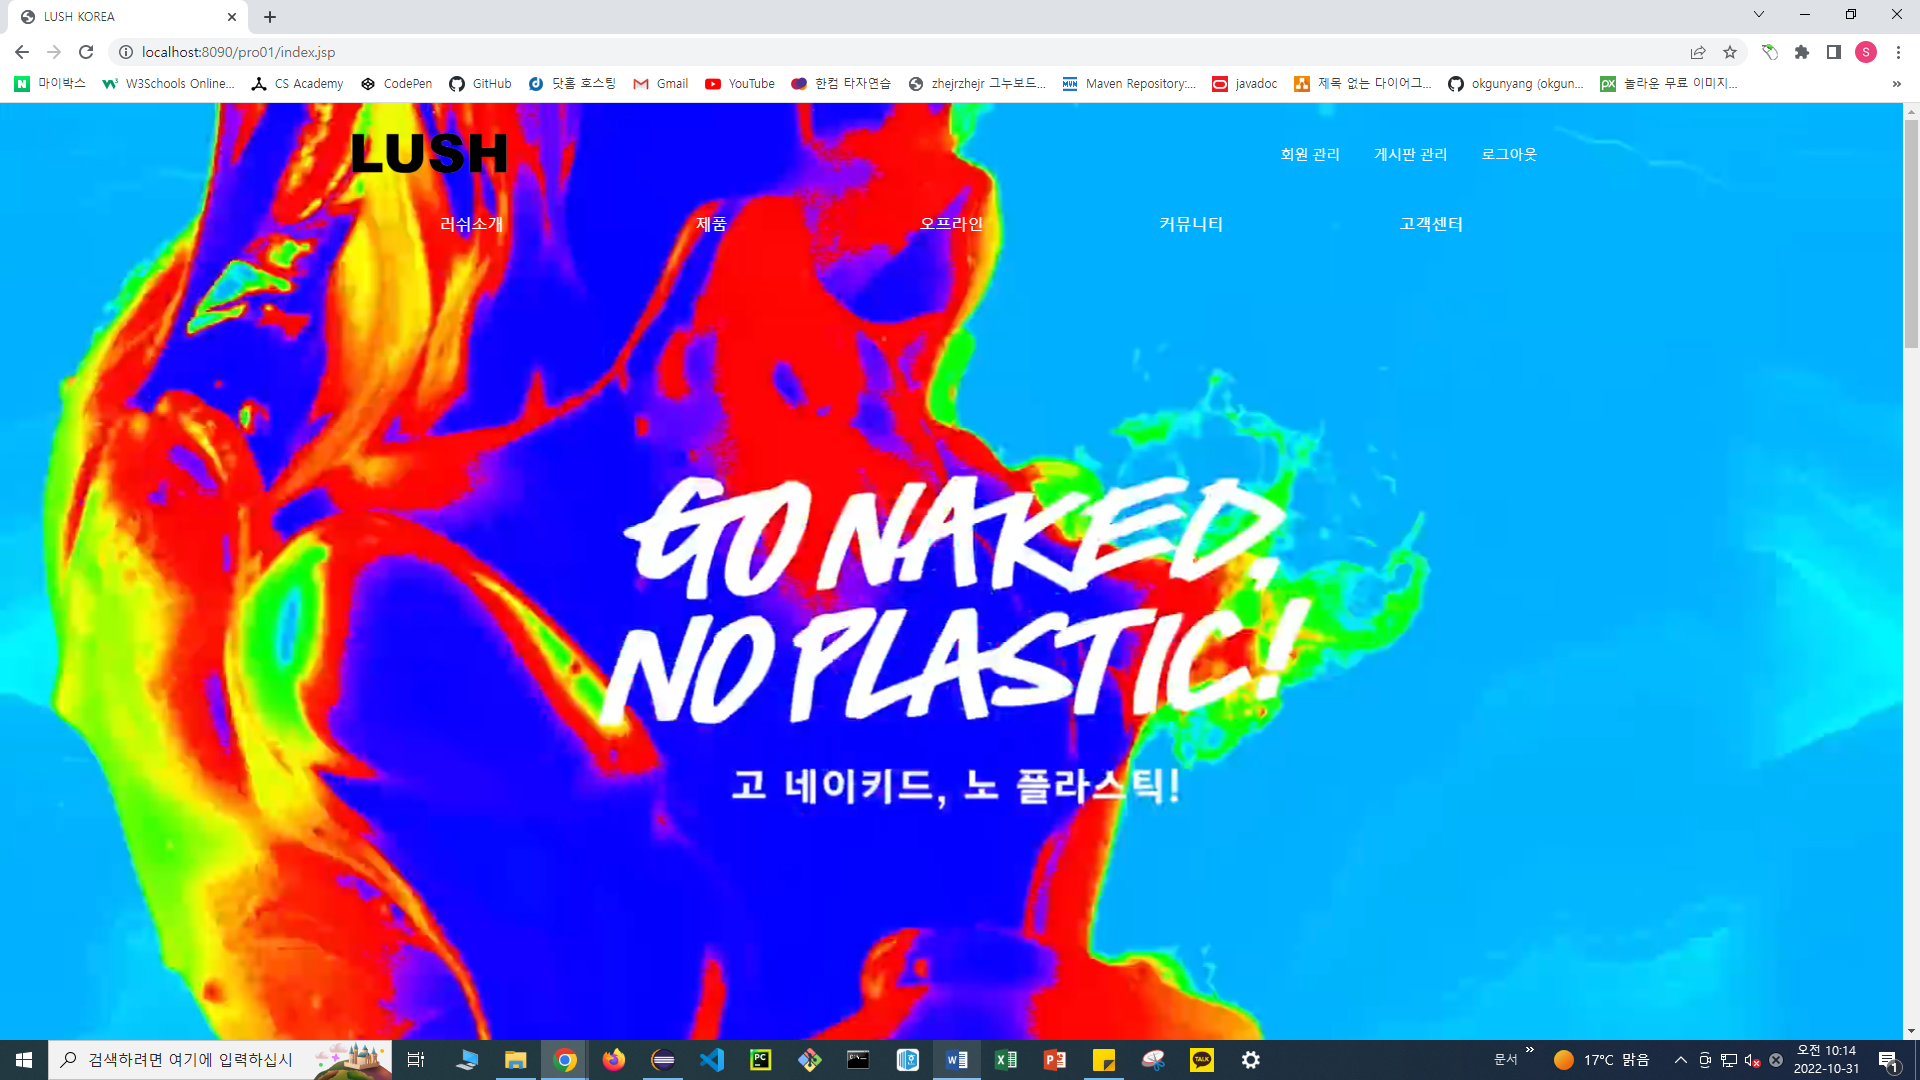 LUSH KOREA
localhost:8090/pro01/index.jsp
S
마이박스 W3Schools Online... CS Academy CodePen GitHub 닷홈 호스팅 Gmail YouTube 한컴 타자연습 zhejrzhejr 그누보드... Maven Repository:... javadoc 제목 없는 다이어그... okgunyang (okgun... 놀라운 무료 이미지... »
LUSH
회원 관리 게시판 관리 로그아웃
러쉬소개 제품 오프라인 커뮤니티 고객센터
GO NAKED,
NO PLASTIC!
고 네이키드, 노 플라스틱!
검색하려면 여기에 입력하십시
문서 » 17°C 맑음
오전 10:14
2022-10-31
1